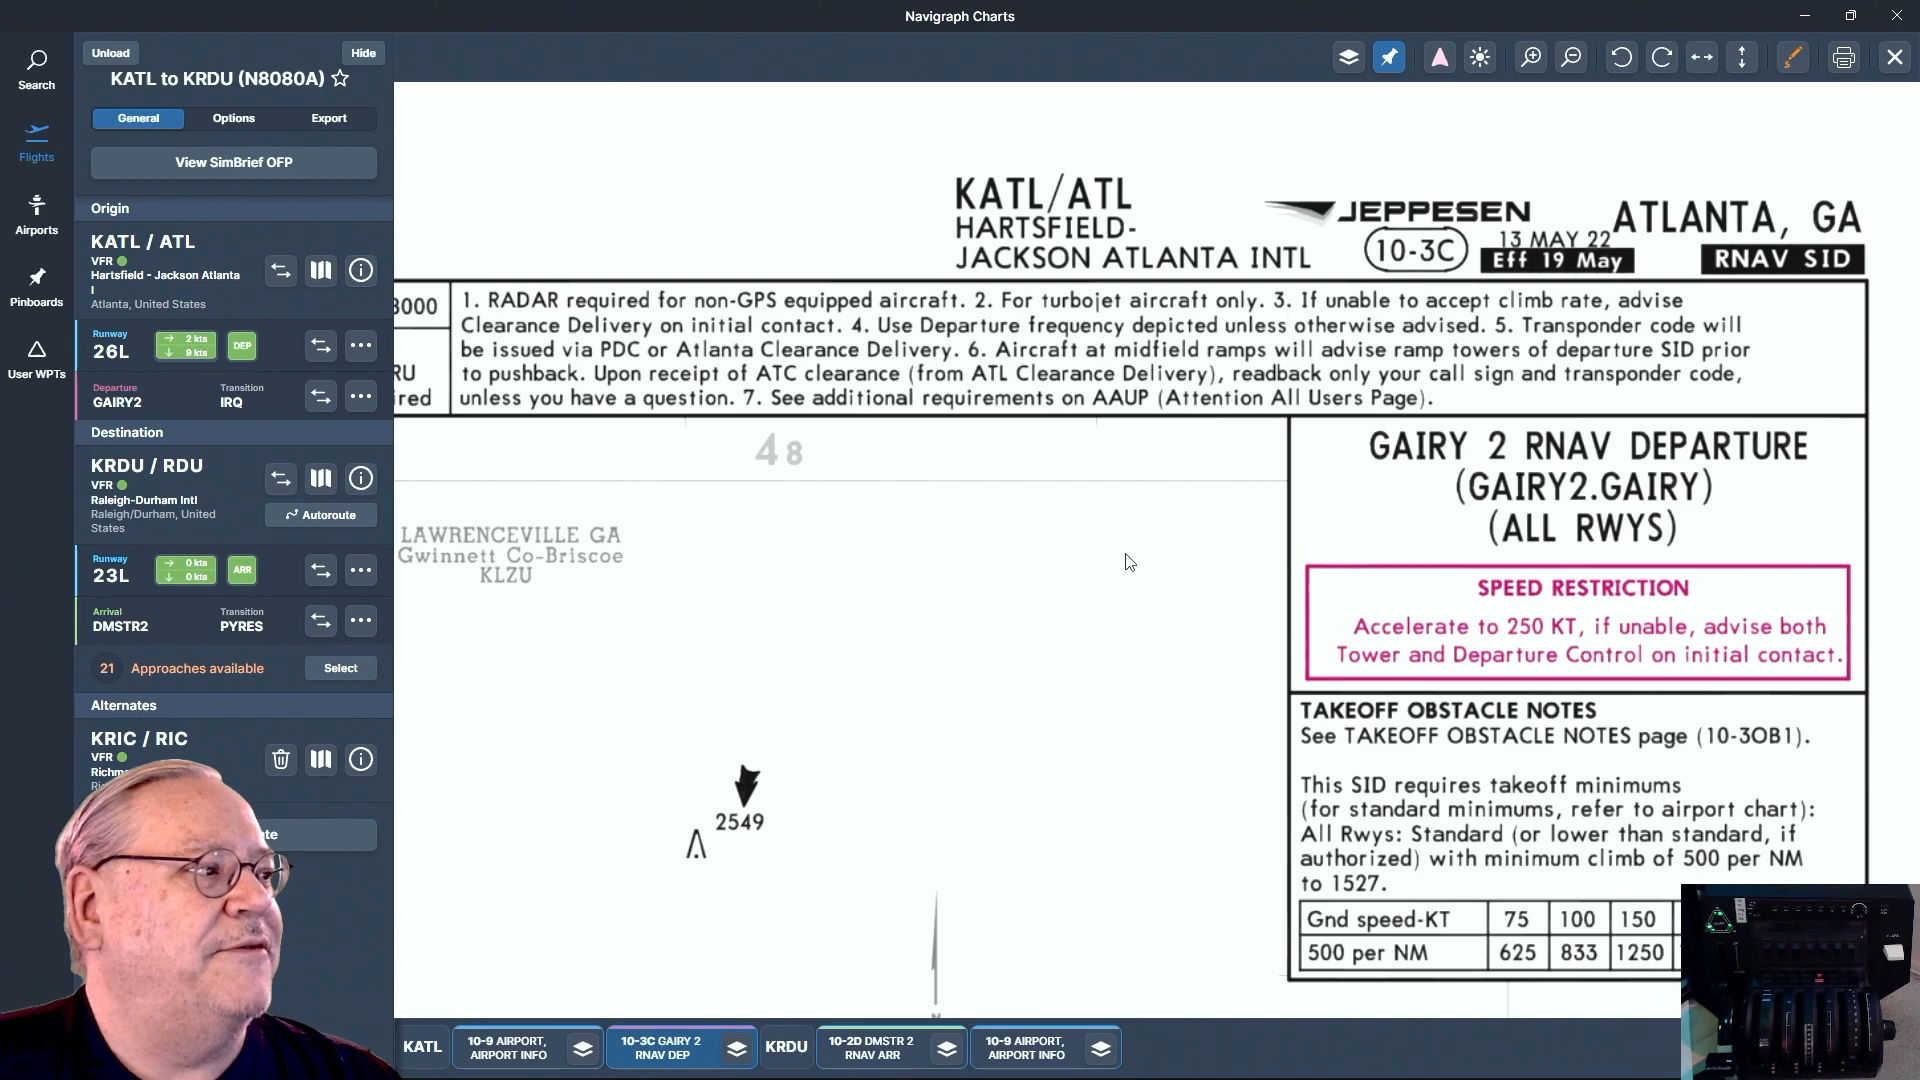 Navigraph Charts
Search
Flights
Airports
Pinboards
User WPTs
Unload
Hide
KATL to KRDU (N8080A)
General
Options
Export
View SimBrief OFP
Origin
KATL / ATL
VFR
Hartsfield - Jackson Atlanta
I
Atlanta, United States
Runway
26L
2 kts
9 kts
DEP
Departure
GAIRY2
Transition
IRQ
Destination
KRDU / RDU
VFR
Raleigh-Durham Intl
Raleigh/Durham, United
States
Autoroute
Runway
23L
0 kts
0 kts
ARR
Arrival
DMSTR2
Transition
PYRES
21
Approaches available
Select
Alternates
KRIC / RIC
VFR
KATL/ATL
HARTSFIELD-
JACKSON ATLANTA INTL
JEPPESEN
10-3C
13 MAY 22
Eff 19 May
ATLANTA, GA
RNAV SID
1. RADAR required for non-GPS equipped aircraft. 2. For turbojet aircraft only. 3. If unable to accept climb rate, advise
Clearance Delivery on initial contact. 4. Use Departure frequency depicted unless otherwise advised. 5. Transponder code will
be issued via PDC or Atlanta Clearance Delivery. 6. Aircraft at midfield ramps will advise ramp towers of departure SID prior
to pushback. Upon receipt of ATC clearance (from ATL Clearance Delivery), readback only your call sign and transponder code,
unless you have a question. 7. See additional requirements on AAUP (Attention All Users Page).
48
LAWRENCEVILLE GA
Gwinnett Co-Briscoe
KLZU
2549
GAIRY 2 RNAV DEPARTURE
(GAIRY2.GAIRY)
(ALL RWYS)
SPEED RESTRICTION
Accelerate to 250 KT, if unable, advise both
Tower and Departure Control on initial contact.
TAKEOFF OBSTACLE NOTES
See TAKEOFF OBSTACLE NOTES page (10-3OB1).
This SID requires takeoff minimums
(for standard minimums, refer to airport chart):
All Rwys: Standard (or lower than standard, if
authorized) with minimum climb of 500 per NM
to 1527.
Gnd speed-KT 75 100 150
500 per NM 625 833 1250
KATL
10-9 AIRPORT,
AIRPORT INFO
10-3C GAIRY 2
RNAV DEP
KRDU
10-2D DMSTR 2
RNAV ARR
10-9 AIRPORT,
AIRPORT INFO